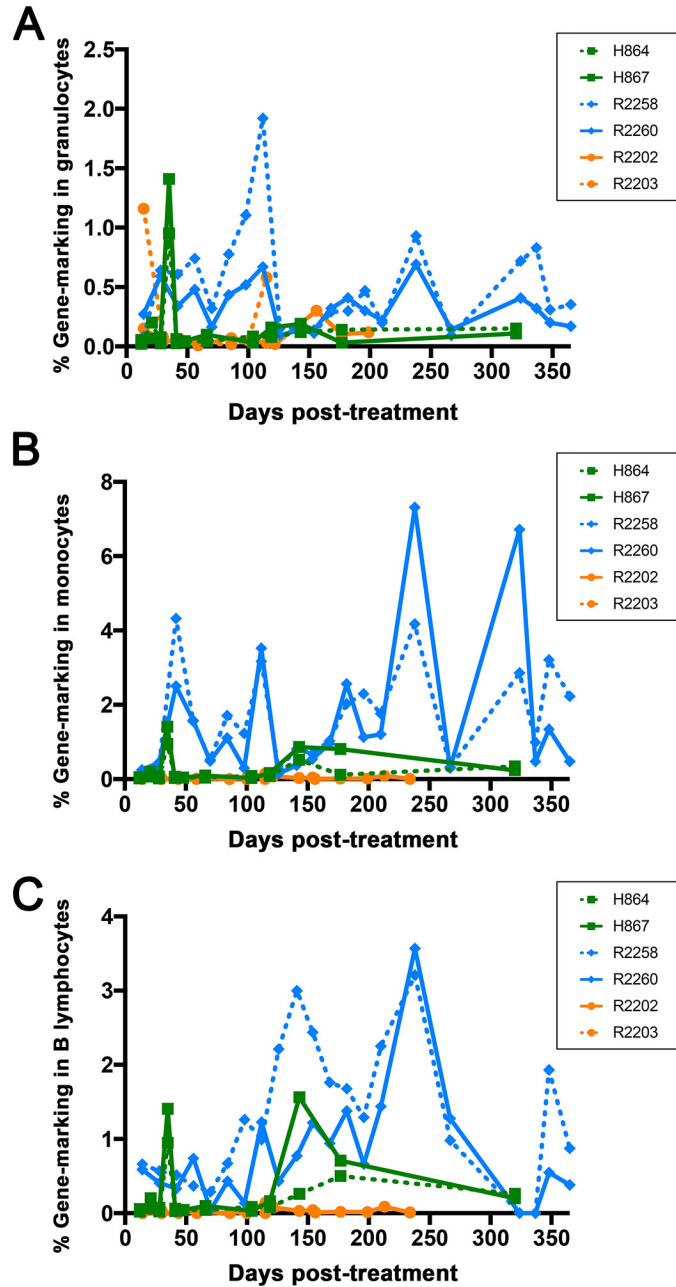 A
% Gene-marking in granulocytes
2.5
2.0
1.5
1.0
0.5
0.0
0 50 100 150 200 250 300 350
Days post-treatment
H864
H867
R2258
R2260
R2202
R2203
B
% Gene-marking in monocytes
8
6
4
2
0
0 50 100 150 200 250 300 350
Days post-treatment
H864
H867
R2258
R2260
R2202
R2203
C
% Gene-marking in B lymphocytes
4
3
2
1
0
0 50 100 150 200 250 300 350
Days post-treatment
H864
H867
R2258
R2260
R2202
R2203